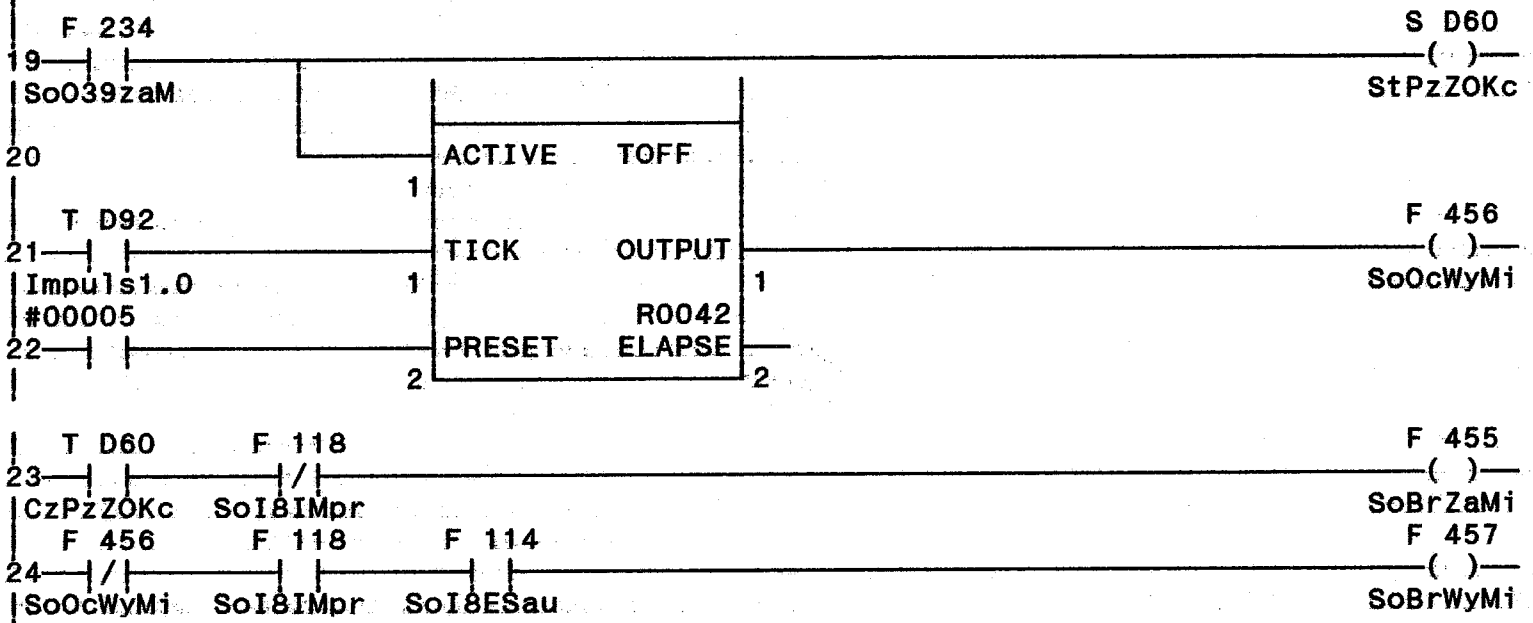 F 234 S D60
19 ( )
SoO39zaM StPzZOKc
20 ACTIVE TOFF
1
T D92 F 456
21 TICK OUTPUT ( )
Impuls1.0 1 1 SoOcWyMi
#00005 R0042
22 PRESET ELAPSE
2 2
T D60 F 118 F 455
23 / ( )
CzPzZOKc SoI8IMpr SoBrZaMi
F 456 F 118 F 114 F 457
24 / ( )
SoOcWyMi SoI8IMpr SoI8ESau SoBrWyMi